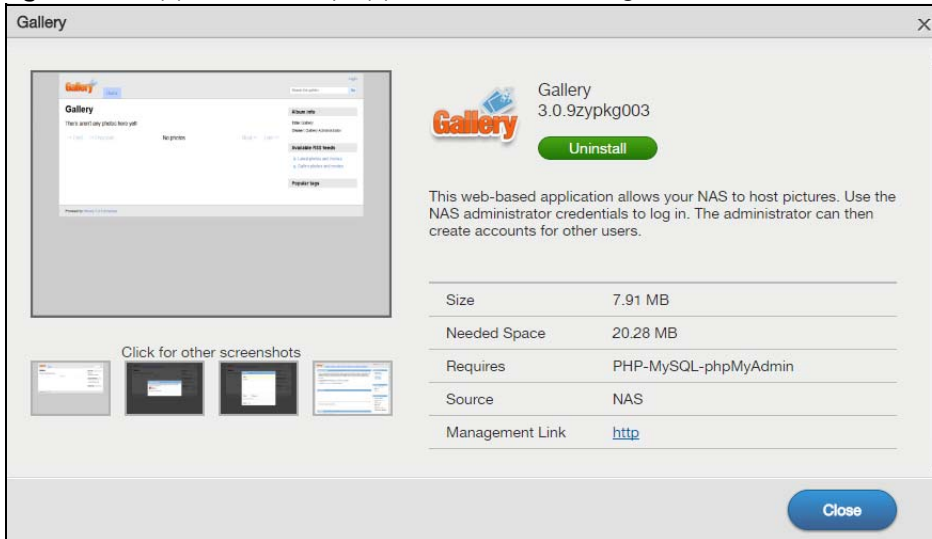 Gallery
X
Gallery
Gallery
There aren't any photos here yet!
No photos
Album info
Available RSS feeds
Popular tags
Click for other screenshots
Gallery
Gallery
3.0.9zypkg003
Uninstall
This web-based application allows your NAS to host pictures. Use the
NAS administrator credentials to log in. The administrator can then
create accounts for other users.
Size 7.91 MB
Needed Space 20.28 MB
Requires PHP-MySQL-phpMyAdmin
Source NAS
Management Link http
Close